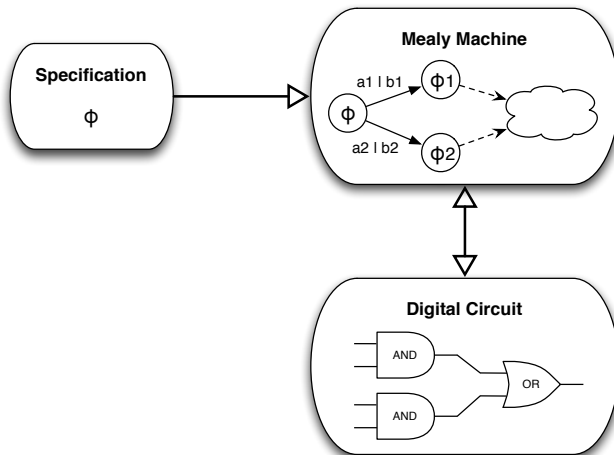 Specification
ϕ
Mealy Machine
a1 | b1
ϕ1
ϕ
a2 | b2
ϕ2
Digital Circuit
AND
OR
AND